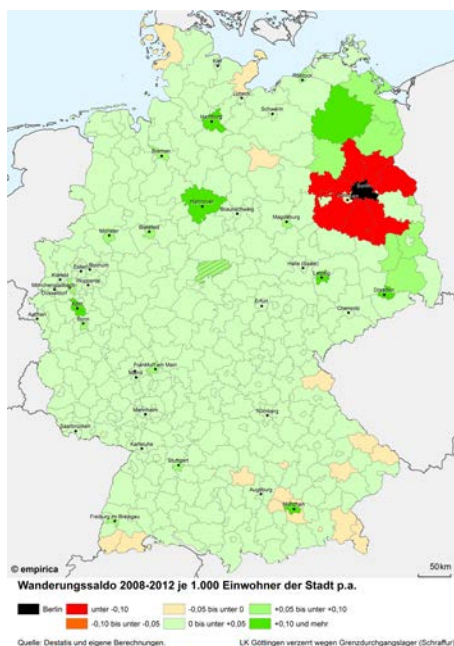 Kiel
Rostock
Lübeck
Schwerin
Hamburg
Bremen
Hannover
Braunschweig
Magdeburg
Münster
Bielefeld
Essen
Bochum
Krefeld
Wuppertal
Mönchengladbach
Düsseldorf
Halle (Saale)
Leipzig
Dresden
Köln
Bonn
Aachen
Erfurt
Chemnitz
Frankfurt am Main
Mainz
Mannheim
Nürnberg
Saarbrücken
Karlsruhe
Stuttgart
Augsburg
München
Freiburg im Breisgau
© empirica
50km
Wanderungssaldo 2008-2012 je 1.000 Einwohner der Stadt p.a.
Berlin unter -0,10 -0,05 bis unter 0 +0,05 bis unter +0,10
-0,10 bis unter -0,05 0 bis unter +0,05 +0,10 und mehr
Quelle: Destatis und eigene Berechnungen. LK Göttingen verzerrt wegen Grenzdurchgangslager (Schraffur)